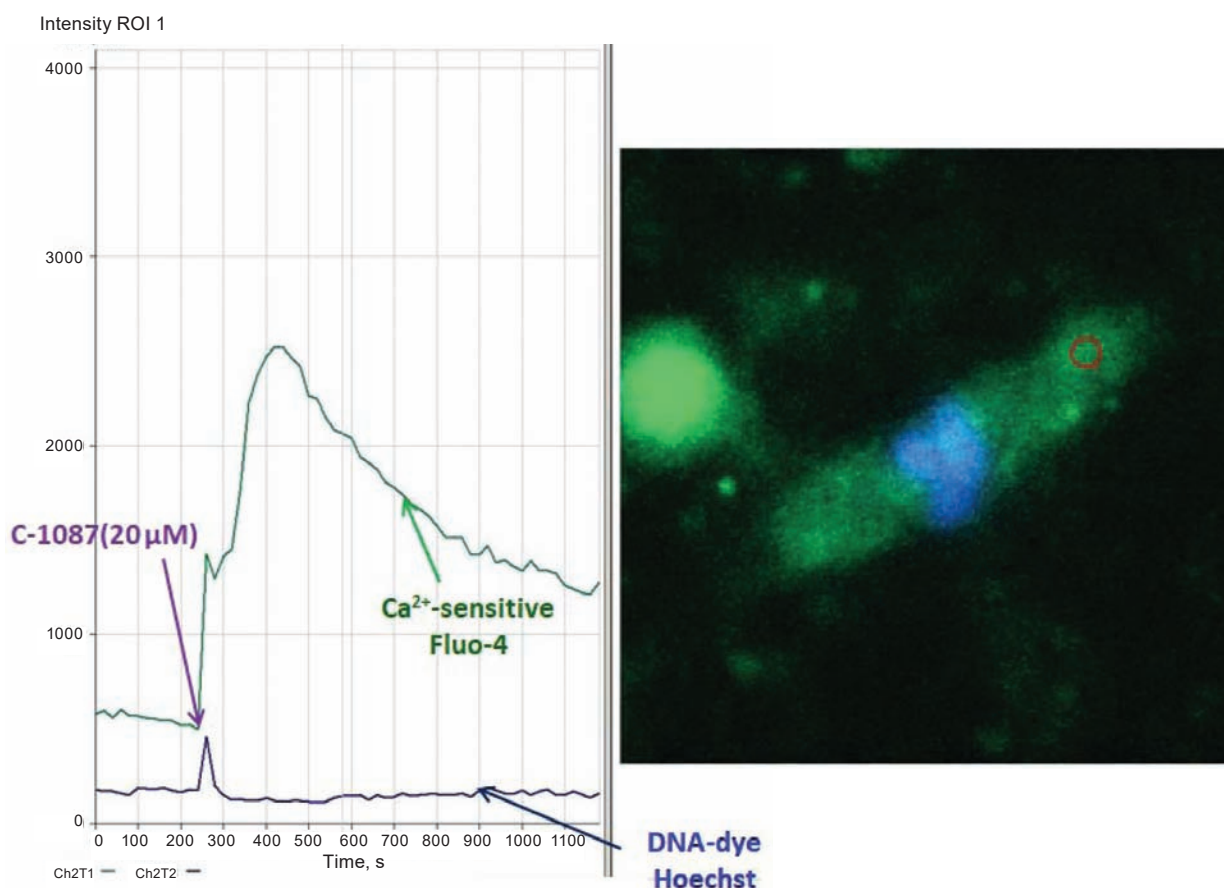 Intensity ROI 1
4000
3000
2000
C-1087(20 µM)
Ca²⁺-sensitive
Fluo-4
1000
0
0 100 200 300 400 500 600 700 800 900 1000 1100
Time, s
Ch2T1 Ch2T2
DNA-dye
Hoechst